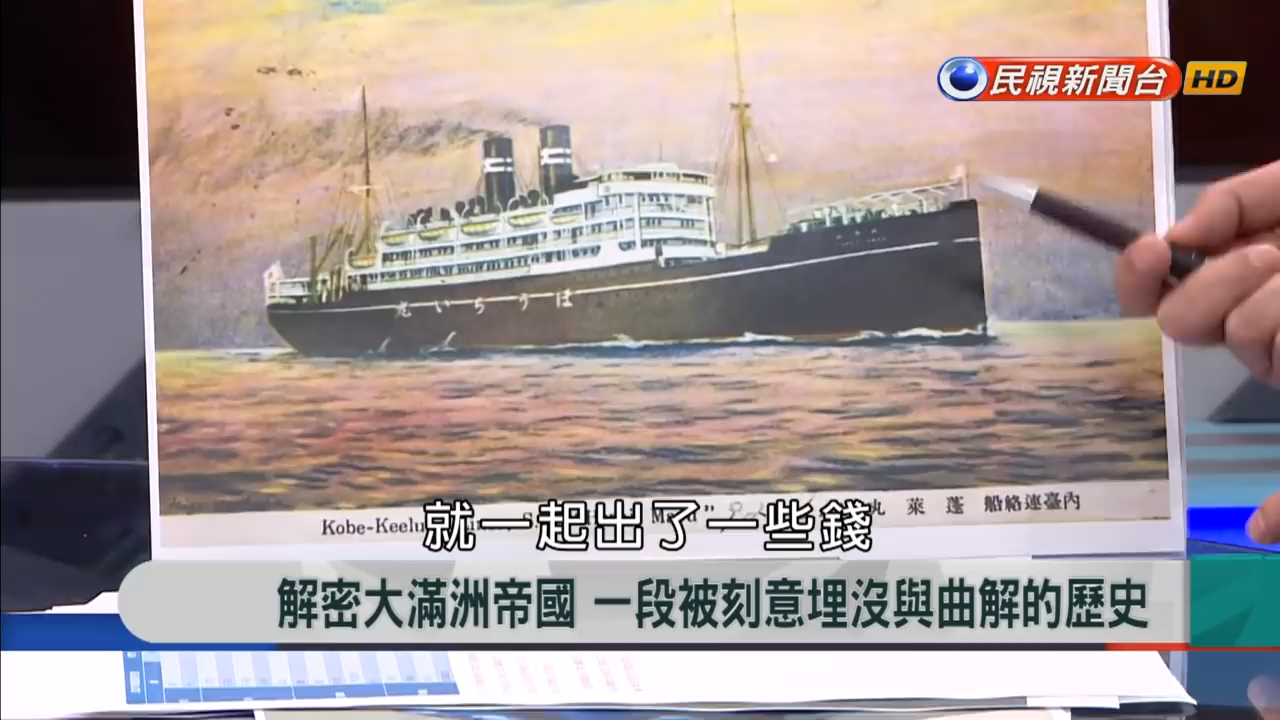 民視新聞台 HD
ほうらい丸
Kobe-Keelu
內臺連絡船 蓬萊丸
就一起出了一些錢
解密大滿洲帝國 一段被刻意埋沒與曲解的歷史